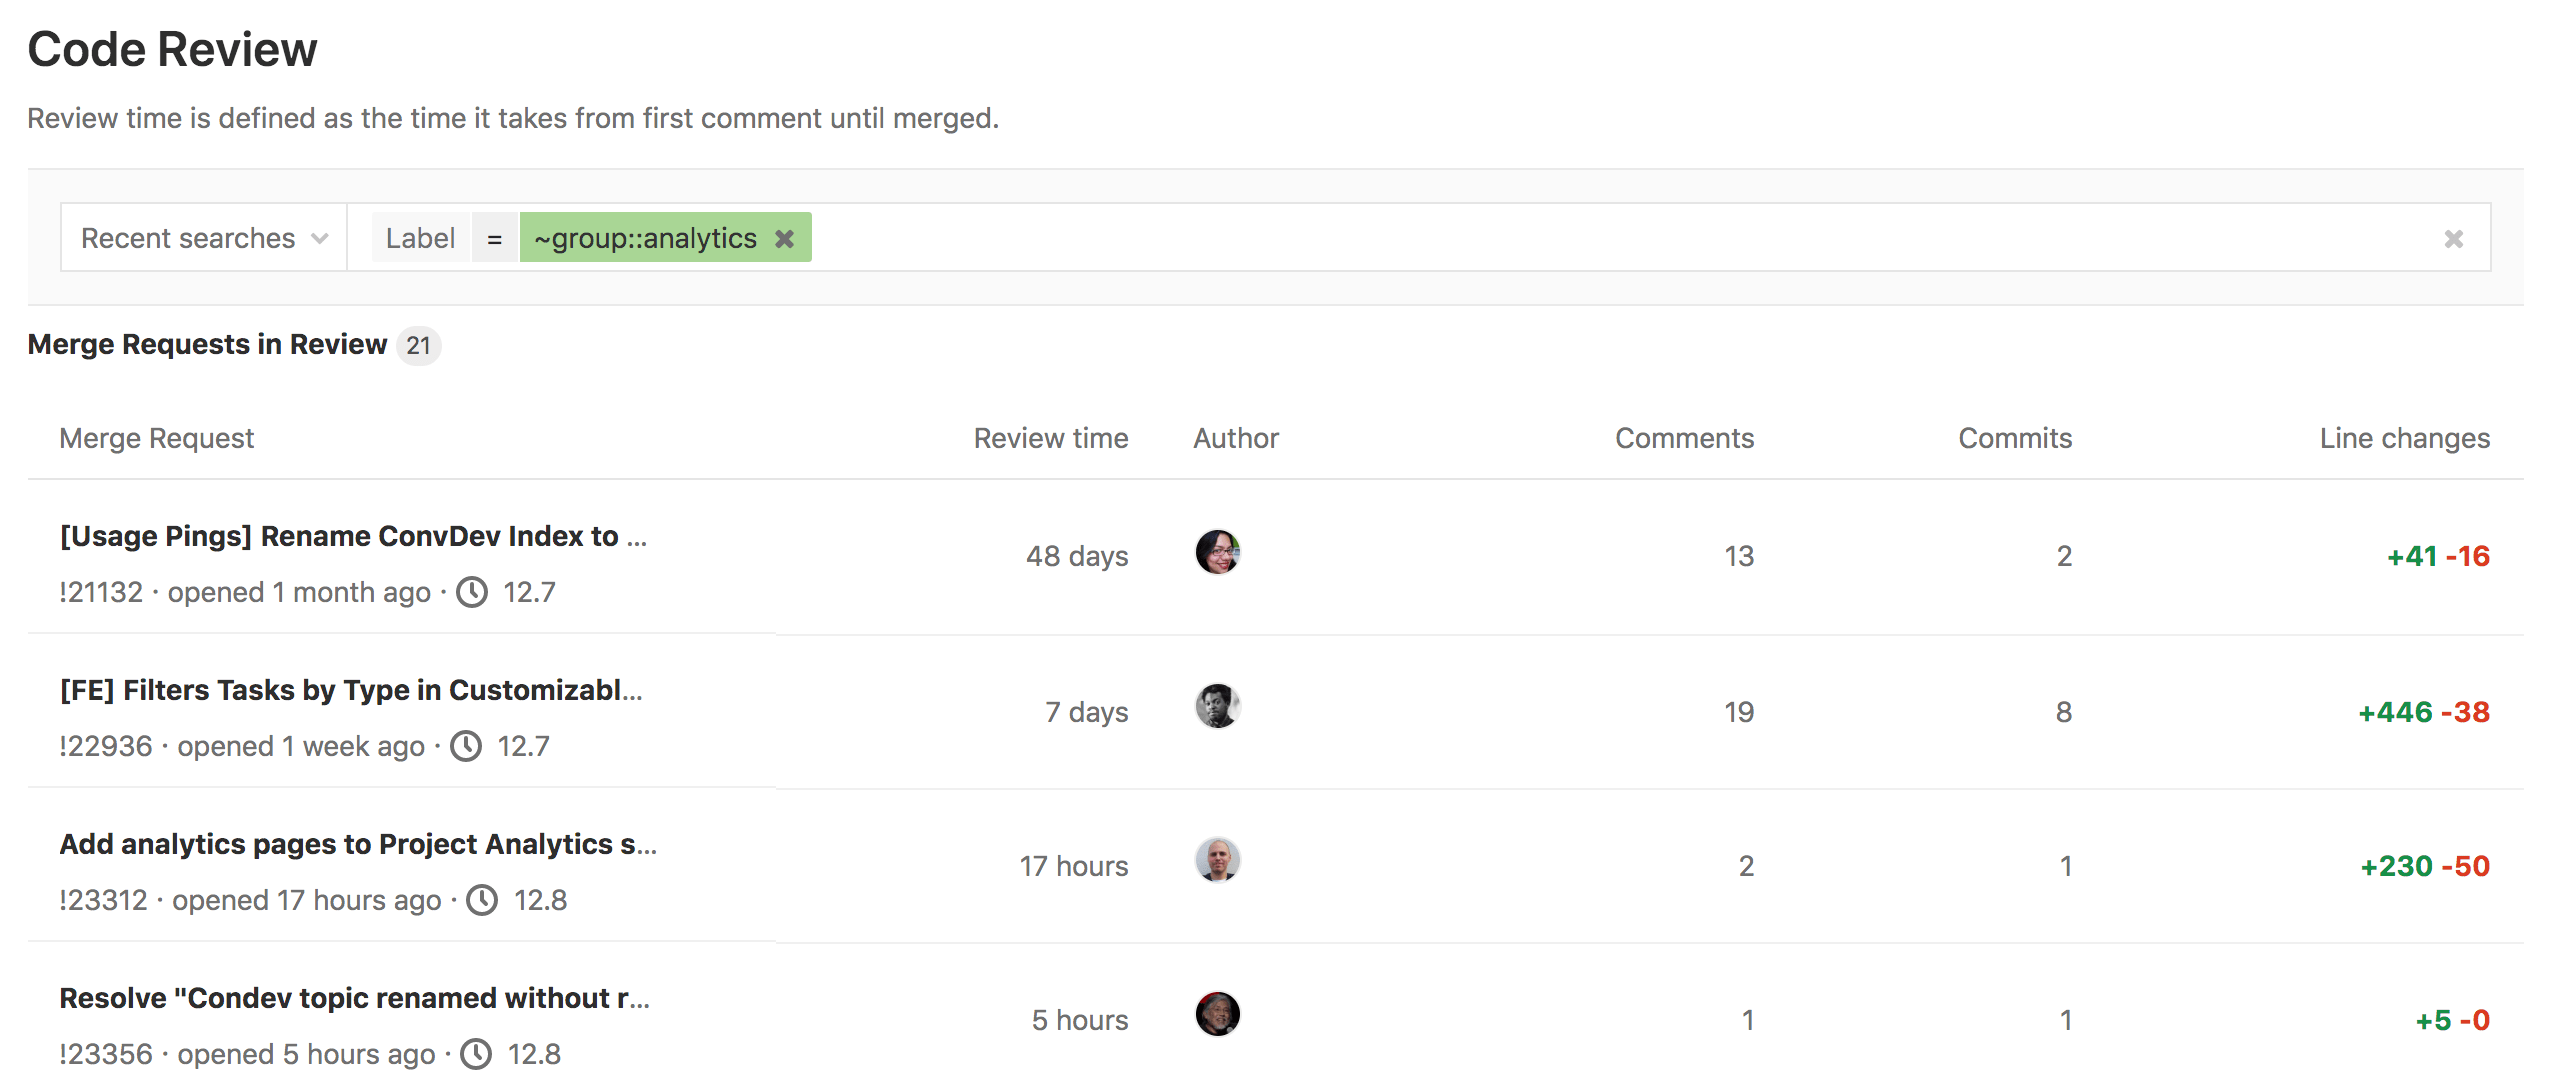 Code Review
Review time is defined as the time it takes from first comment until merged.
Recent searches Label = ~group::analytics
Merge Requests in Review 21
Merge Request Review time Author Comments Commits Line changes
[Usage Pings] Rename ConvDev Index to ...
48 days 13 2 +41 -16
!21132 · opened 1 month ago · 12.7
[FE] Filters Tasks by Type in Customizabl...
7 days 19 8 +446 -38
!22936 · opened 1 week ago · 12.7
Add analytics pages to Project Analytics s...
17 hours 2 1 +230 -50
!23312 · opened 17 hours ago · 12.8
Resolve "Condev topic renamed without r...
5 hours 1 1 +5 -0
!23356 · opened 5 hours ago · 12.8